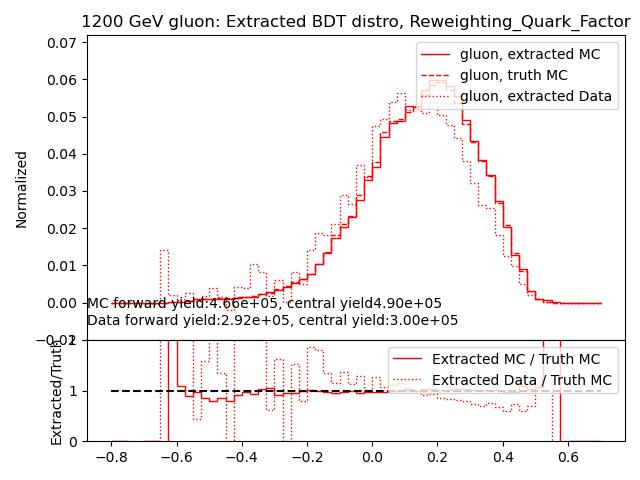 1200 GeV gluon: Extracted BDT distro, Reweighting_Quark_Factor
0.07
0.06
0.05
0.04
0.03
0.02
0.01
0.00
−0.01
Normalized
gluon, extracted MC
gluon, truth MC
gluon, extracted Data
MC forward yield:4.66e+05, central yield4.90e+05
Data forward yield:2.92e+05, central yield:3.00e+05
2
1
0
Extracted/Truth
Extracted MC / Truth MC
Extracted Data / Truth MC
−0.8 −0.6 −0.4 −0.2 0.0 0.2 0.4 0.6